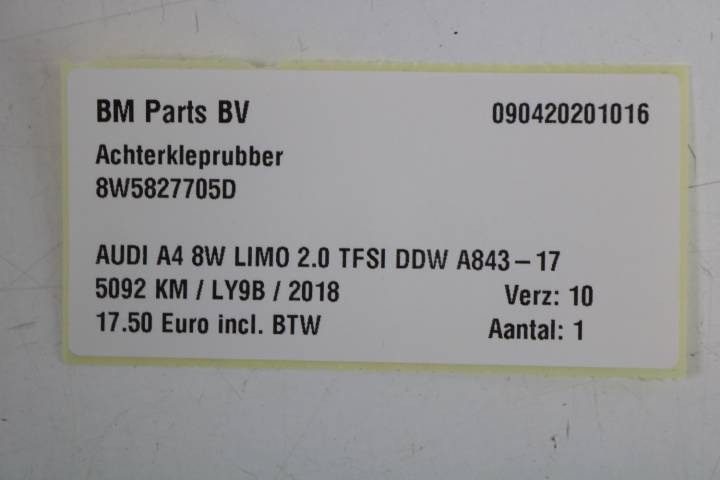 BM Parts BV 090420201016
Achterkleprubber
8W5827705D
AUDI A4 8W LIMO 2.0 TFSI DDW A843-17
5092 KM / LY9B / 2018 Verz: 10
17.50 Euro incl. BTW Aantal: 1